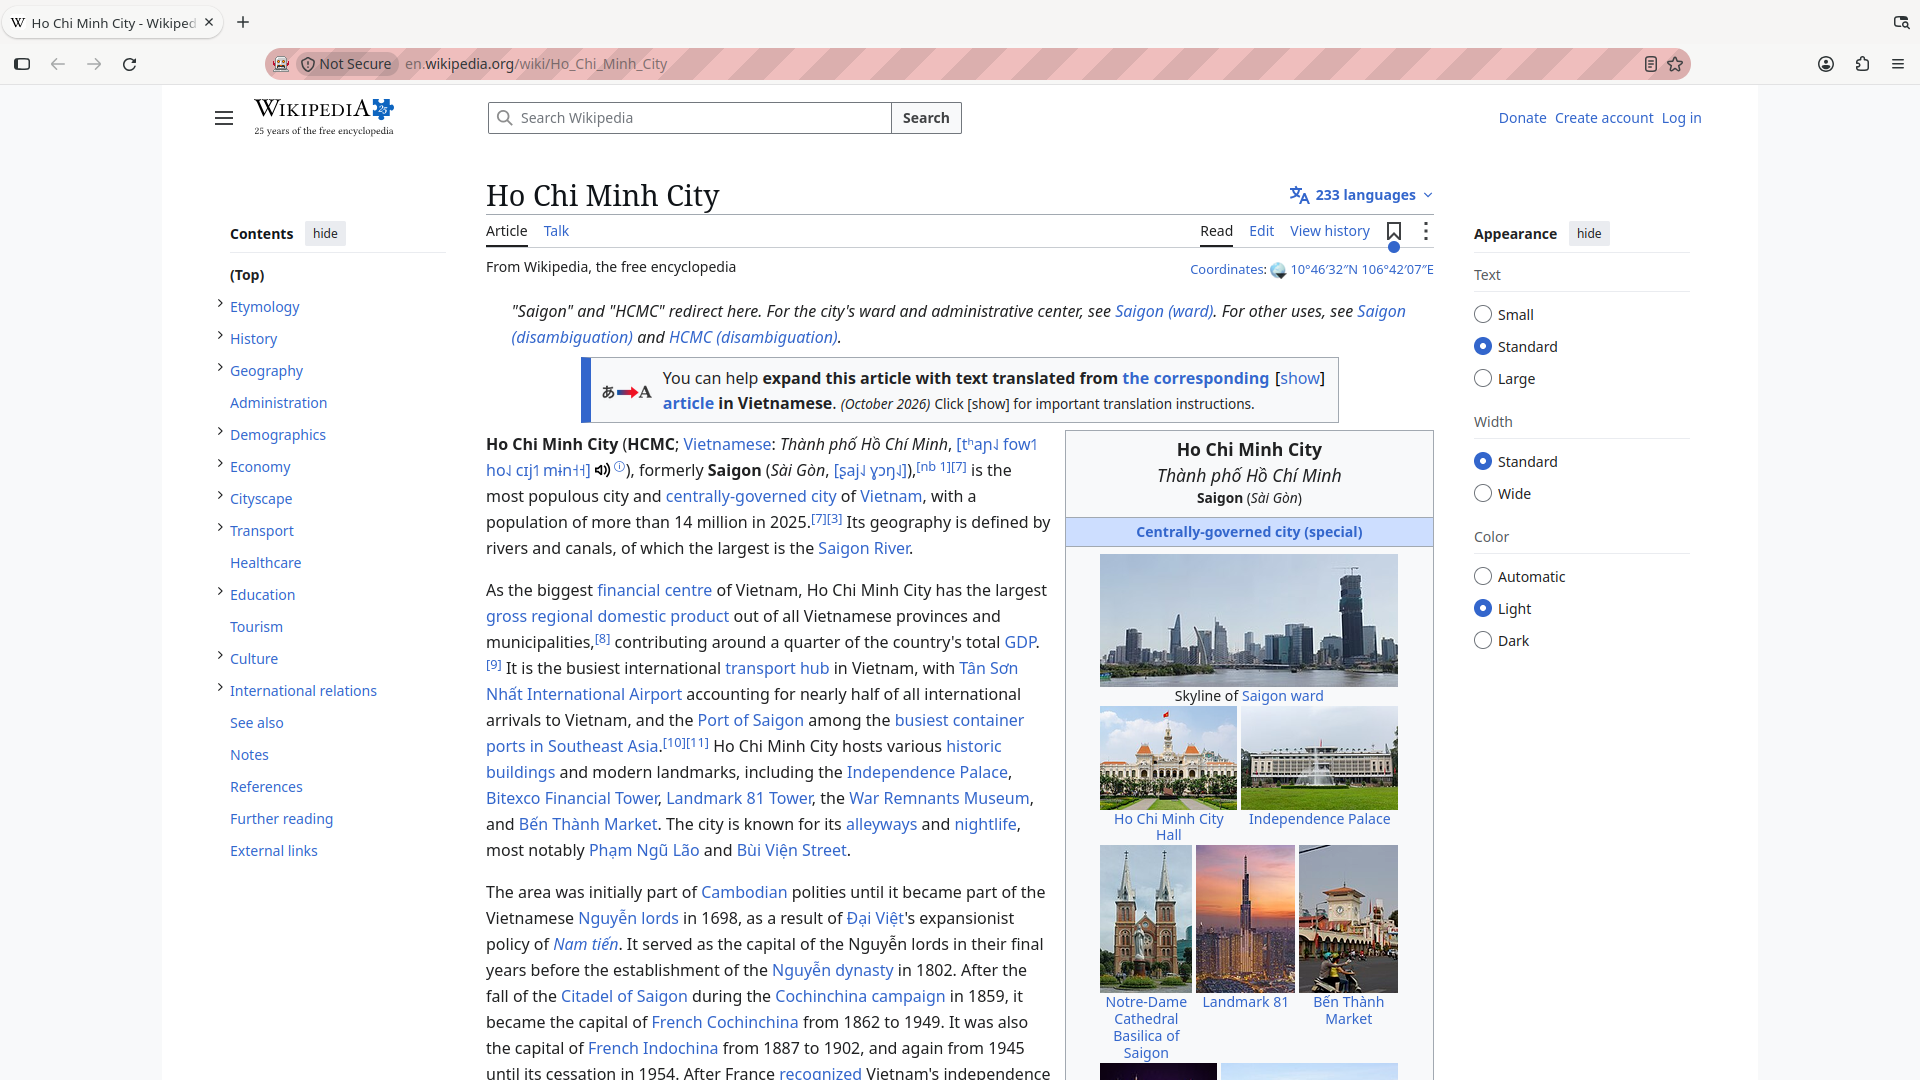 Ho Chi Minh City - Wikiped
Not Secure en.wikipedia.org/wiki/Ho_Chi_Minh_City
WIKIPEDIA 25
25 years of the free encyclopedia
Search Wikipedia
Search
Donate Create account Log in
Ho Chi Minh City
233 languages
Article Talk
Read Edit View history
From Wikipedia, the free encyclopedia
Coordinates: 10°46′32″N 106°42′07″E
Contents hide
(Top)
Etymology
History
Geography
Administration
Demographics
Economy
Cityscape
Transport
Healthcare
Education
Tourism
Culture
International relations
See also
Notes
References
Further reading
External links
"Saigon" and "HCMC" redirect here. For the city's ward and administrative center, see Saigon (ward). For other uses, see Saigon
(disambiguation) and HCMC (disambiguation).
You can help expand this article with text translated from the corresponding [show]
article in Vietnamese. (October 2026) Click [show] for important translation instructions.
Ho Chi Minh City (HCMC; Vietnamese: Thành phố Hồ Chí Minh, [tʰaɲ˨˩ fow˦˥
ho˨˩ cɪj˦˥ mɨn˧˧] ), formerly Saigon (Sài Gòn, [ʂaj˨˩ ɣɔŋ˨˩]),[nb 1][7] is the
most populous city and centrally-governed city of Vietnam, with a
population of more than 14 million in 2025.[7][3] Its geography is defined by
rivers and canals, of which the largest is the Saigon River.
As the biggest financial centre of Vietnam, Ho Chi Minh City has the largest
gross regional domestic product out of all Vietnamese provinces and
municipalities,[8] contributing around a quarter of the country's total GDP.
[9] It is the busiest international transport hub in Vietnam, with Tân Sơn
Nhất International Airport accounting for nearly half of all international
arrivals to Vietnam, and the Port of Saigon among the busiest container
ports in Southeast Asia.[10][11] Ho Chi Minh City hosts various historic
buildings and modern landmarks, including the Independence Palace,
Bitexco Financial Tower, Landmark 81 Tower, the War Remnants Museum,
and Bến Thành Market. The city is known for its alleyways and nightlife,
most notably Phạm Ngũ Lão and Bùi Viện Street.
The area was initially part of Cambodian polities until it became part of the
Vietnamese Nguyễn lords in 1698, as a result of Đại Việt's expansionist
policy of Nam tiến. It served as the capital of the Nguyễn lords in their final
years before the establishment of the Nguyễn dynasty in 1802. After the
fall of the Citadel of Saigon during the Cochinchina campaign in 1859, it
became the capital of French Cochinchina from 1862 to 1949. It was also
the capital of French Indochina from 1887 to 1902, and again from 1945
until its cessation in 1954. After France recognized Vietnam's independence
Ho Chi Minh City
Thành phố Hồ Chí Minh
Saigon (Sài Gòn)
Centrally-governed city (special)
Skyline of Saigon ward
Ho Chi Minh City
Hall
Independence Palace
Notre-Dame
Cathedral
Basilica of
Saigon
Landmark 81
Bến Thành
Market
Appearance hide
Text
Small
Standard
Large
Width
Standard
Wide
Color
Automatic
Light
Dark